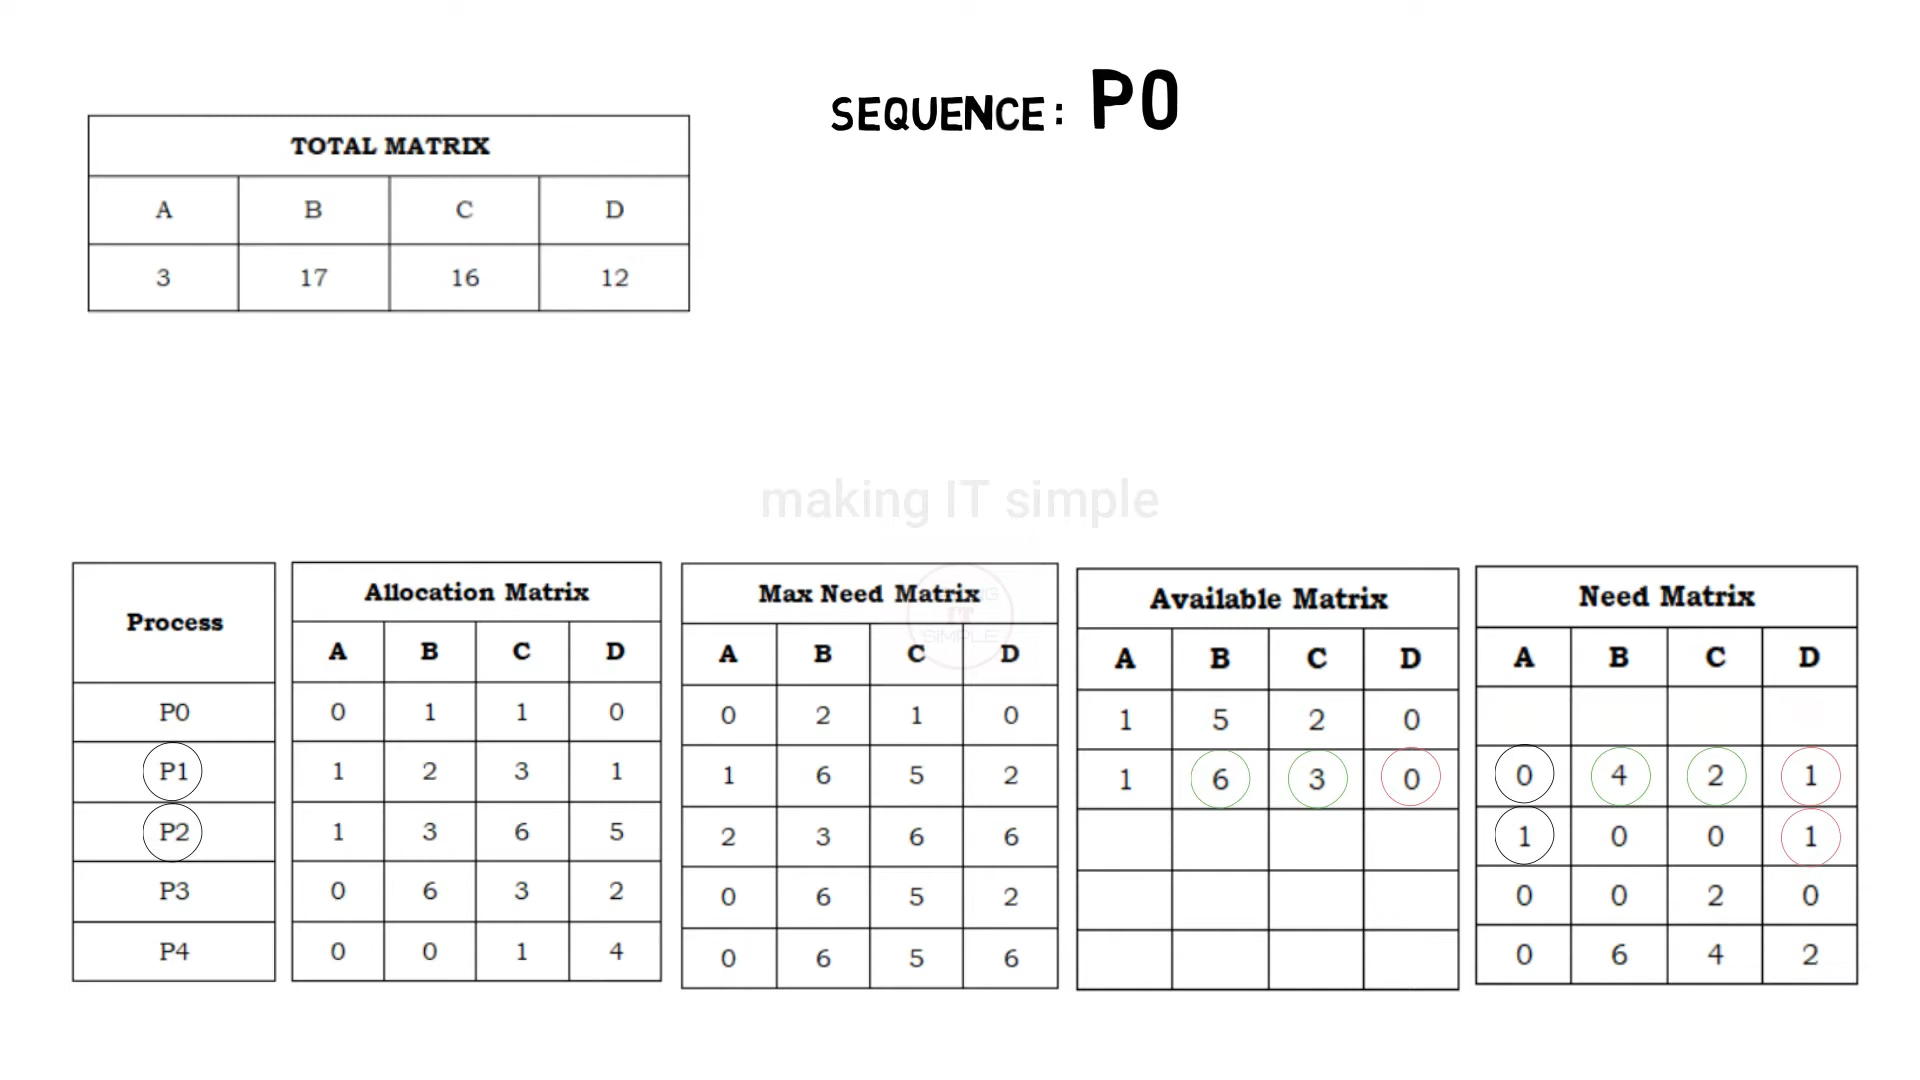 SEQUENCE: P0
TOTAL MATRIX
A B C D
3 17 16 12
making IT simple
Process
Allocation Matrix
A B C D
P0 0 1 1 0
P1 1 2 3 1
P2 1 3 6 5
P3 0 6 3 2
P4 0 0 1 4
Max Need Matrix
A B C D
0 2 1 0
1 6 5 2
2 3 6 6
0 6 5 2
0 6 5 6
IT
SIMPLE
Available Matrix
A B C D
1 5 2 0
1 6 3 0
Need Matrix
A B C D
0 4 2 1
1 0 0 1
0 0 2 0
0 6 4 2